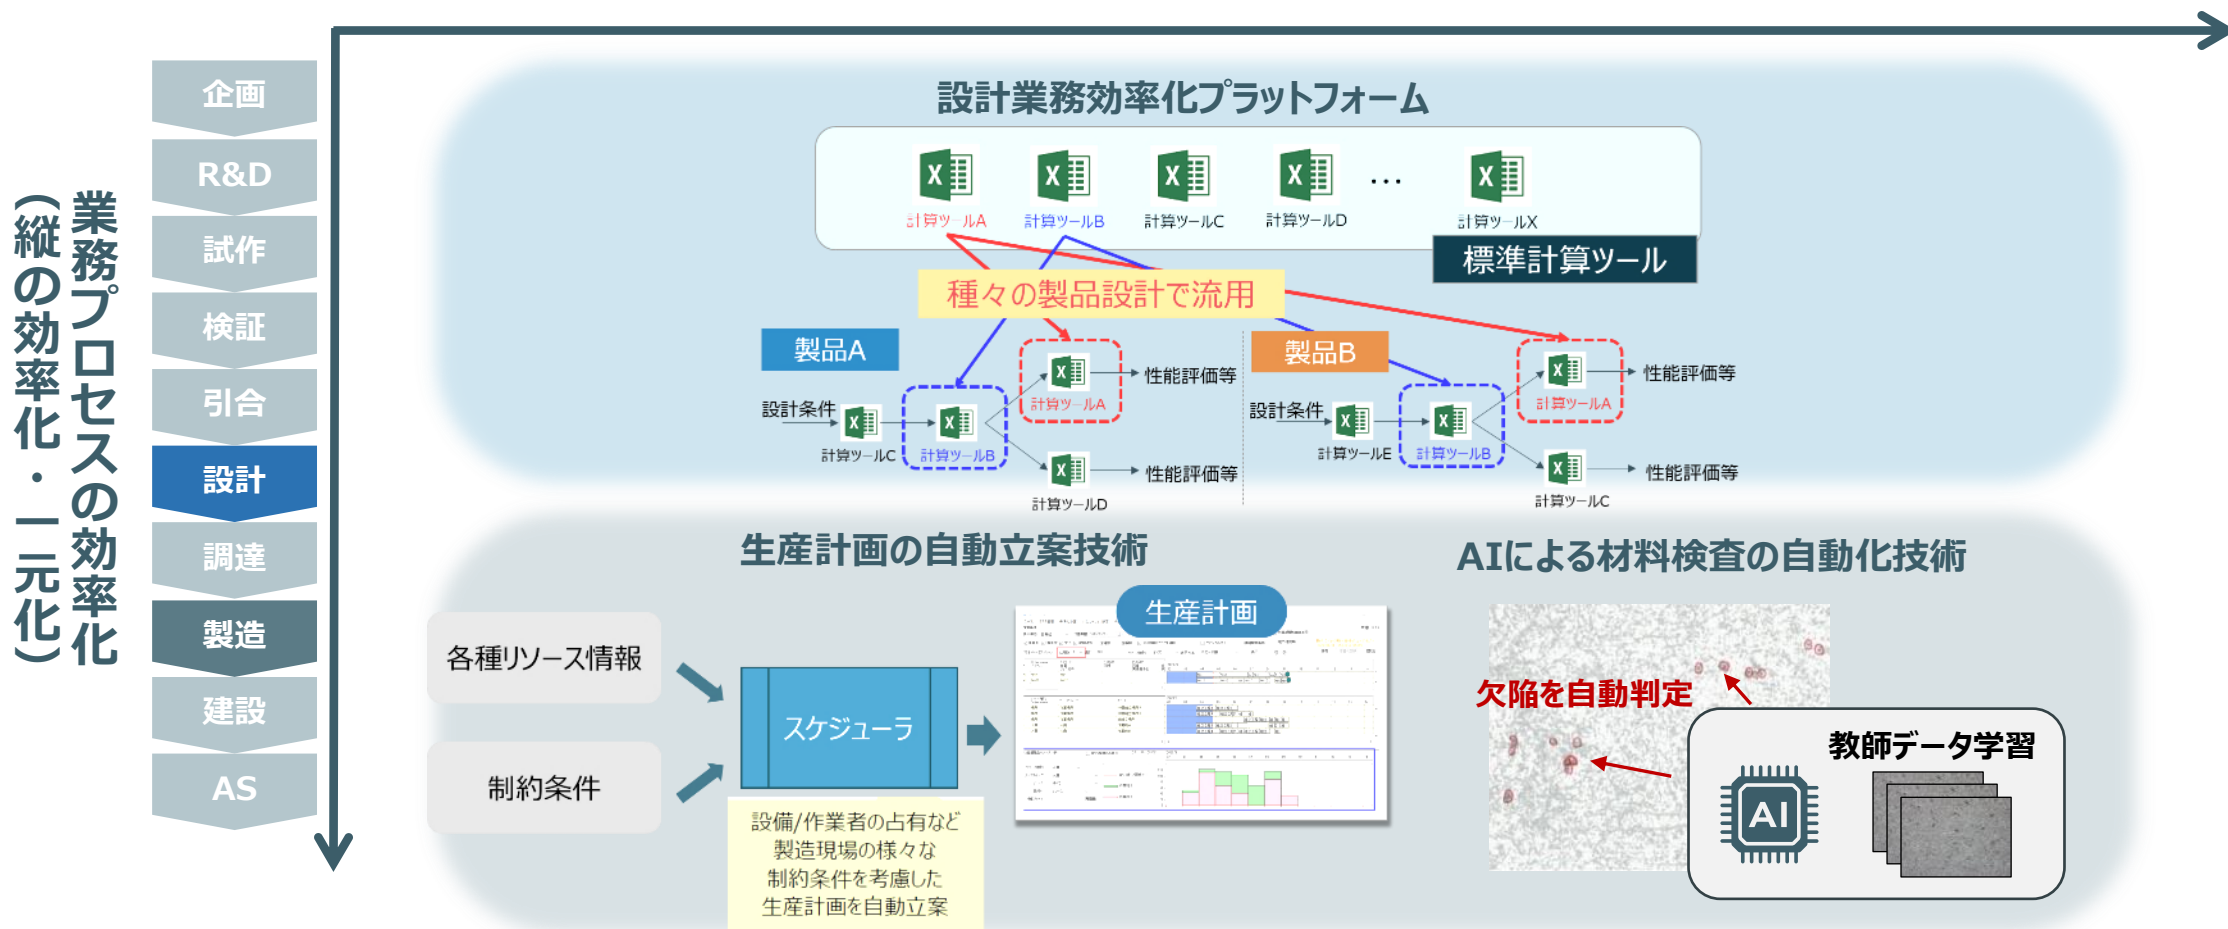 業務プロセスの効率化
（縦の効率化・一元化）
企画
R&D
試作
検証
引合
設計
調達
製造
建設
AS
設計業務効率化プラットフォーム
計算ツールA
計算ツールB
計算ツールC
計算ツールD
…
計算ツールX
標準計算ツール
種々の製品設計で流用
製品A
設計条件
計算ツールC
計算ツールB
計算ツールA
性能評価等
計算ツールD
性能評価等
製品B
設計条件
計算ツールE
計算ツールB
計算ツールA
性能評価等
計算ツールC
性能評価等
生産計画の自動立案技術
各種リソース情報
制約条件
スケジューラ
設備/作業者の占有など
製造現場の様々な
制約条件を考慮した
生産計画を自動立案
生産計画
AIによる材料検査の自動化技術
欠陥を自動判定
教師データ学習
AI